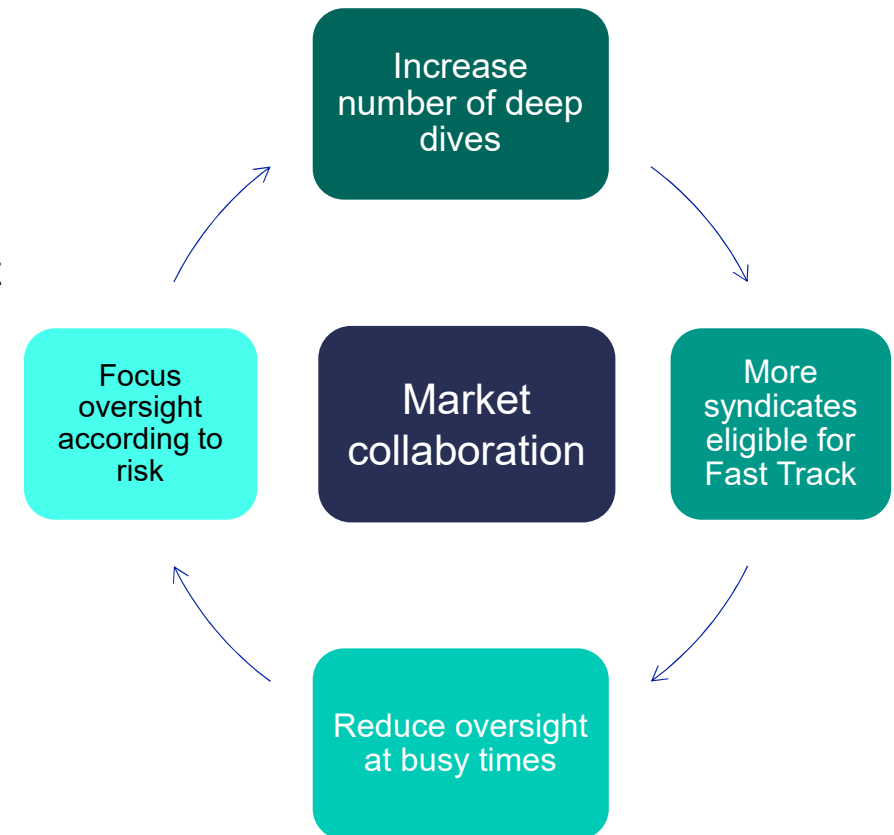 Increase
number of deep
dives
Focus
oversight
according to
risk
Market
collaboration
More
syndicates
eligible for
Fast Track
Reduce oversight
at busy times